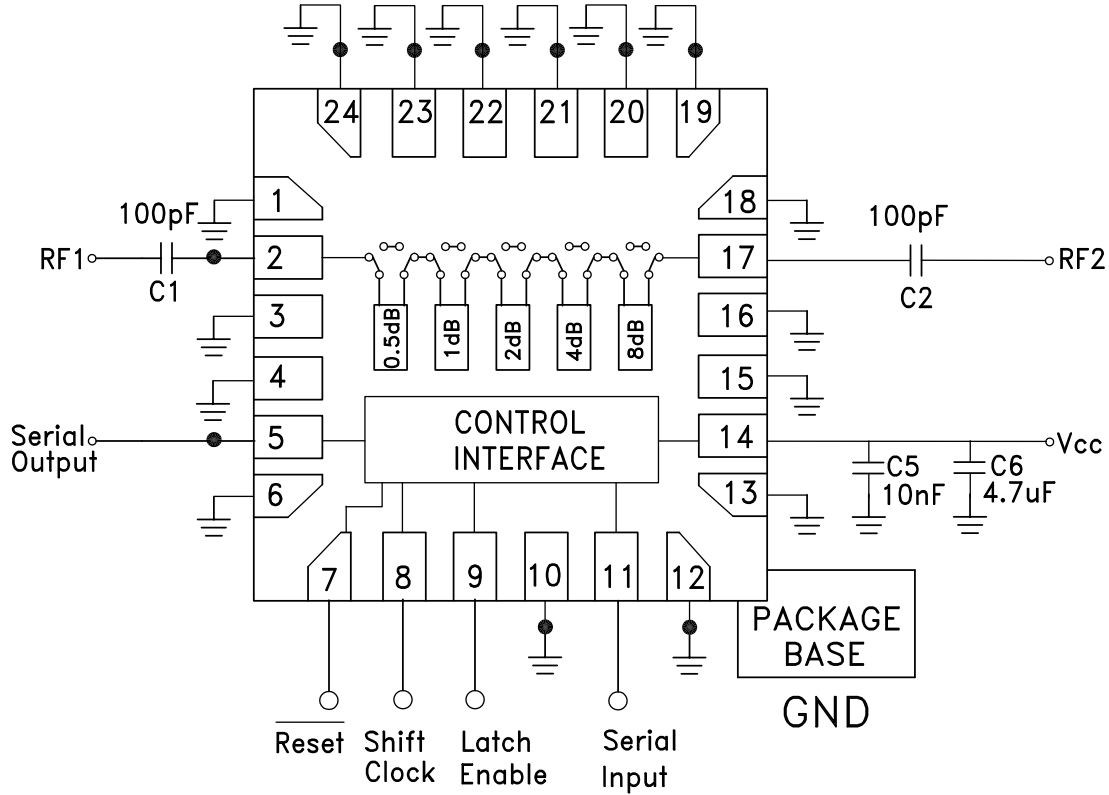 24 23 22 21 20 19
1
18
100pF
100pF
RF1
C1
2
17
RF2
C2
3
16
0.5dB
1dB
2dB
4dB
8dB
4
15
CONTROL
INTERFACE
Serial
Output
5
14
Vcc
C5
10nF
C6
4.7uF
6
13
7 8 9 10 11 12
PACKAGE
BASE
GND
Reset
Shift
Clock
Latch
Enable
Serial
Input